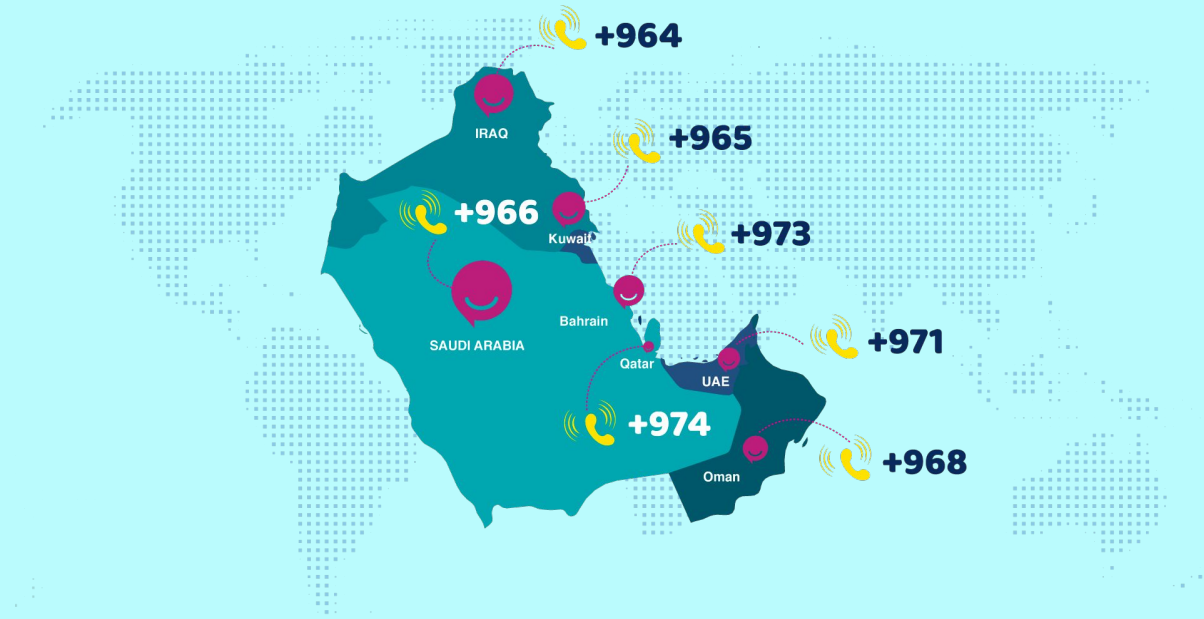 +964
IRAQ
+965
+966
Kuwait
+973
Bahrain
SAUDI ARABIA
+971
Qatar
UAE
+974
+968
Oman